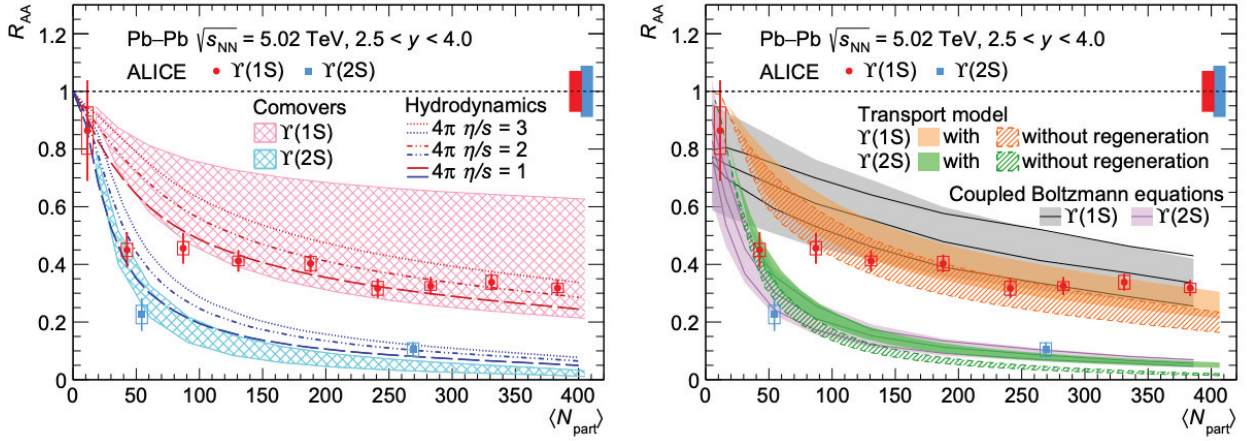 R_AA
Pb–Pb √s_NN = 5.02 TeV, 2.5 < y < 4.0
ALICE ϒ(1S) ϒ(2S)
Comovers
ϒ(1S)
ϒ(2S)
Hydrodynamics
4π η/s = 3
4π η/s = 2
4π η/s = 1
1
0.8
0.6
0.4
0.2
0
0 50 100 150 200 250 300 350 400
⟨N_part⟩
R_AA
Pb–Pb √s_NN = 5.02 TeV, 2.5 < y < 4.0
ALICE ϒ(1S) ϒ(2S)
Transport model
ϒ(1S) with without regeneration
ϒ(2S) with without regeneration
Coupled Boltzmann equations
ϒ(1S) ϒ(2S)
1
0.8
0.6
0.4
0.2
0
0 50 100 150 200 250 300 350 400
⟨N_part⟩